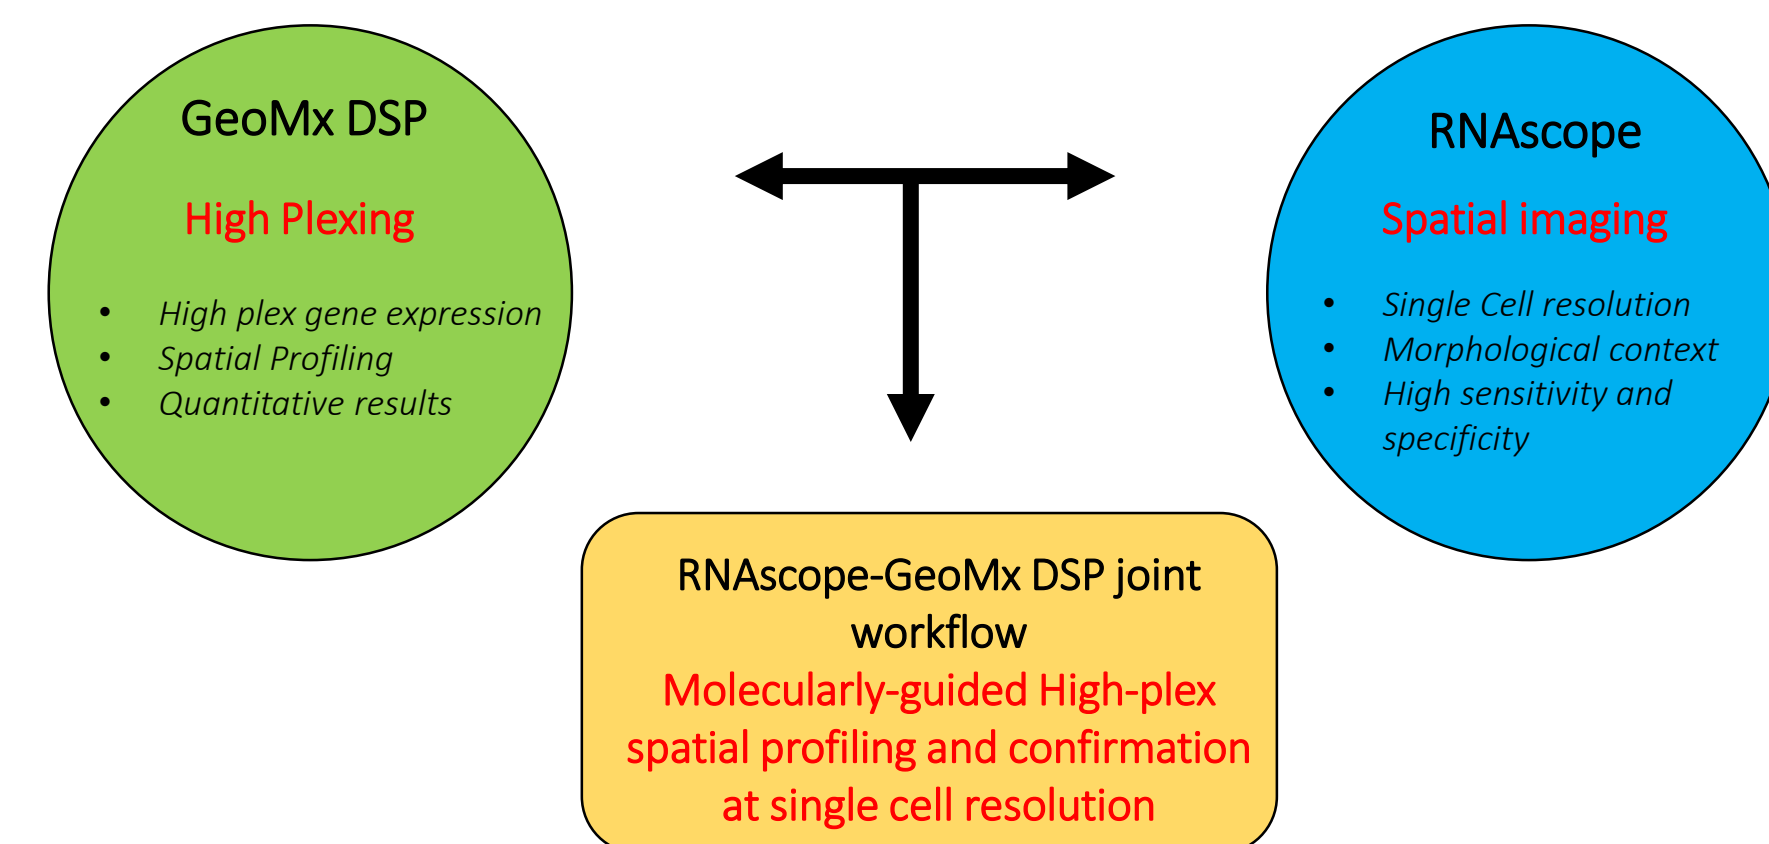 GeoMx DSP
High Plexing
• High plex gene expression
• Spatial Profiling
• Quantitative results
RNAscope
Spatial imaging
• Single Cell resolution
• Morphological context
• High sensitivity and
specificity
RNAscope-GeoMx DSP joint
workflow
Molecularly-guided High-plex
spatial profiling and confirmation
at single cell resolution